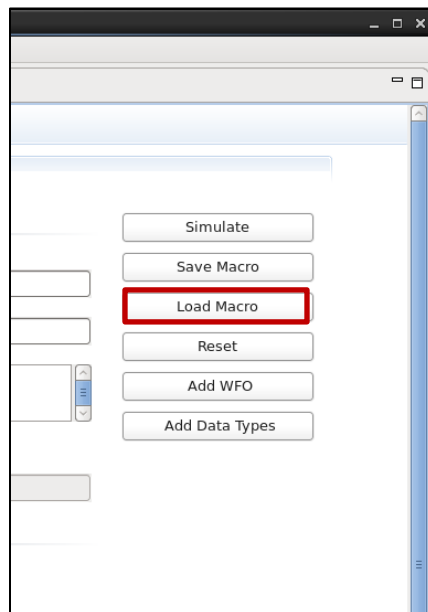 Simulate
Save Macro
Load Macro
Reset
Add WFO
Add Data Types